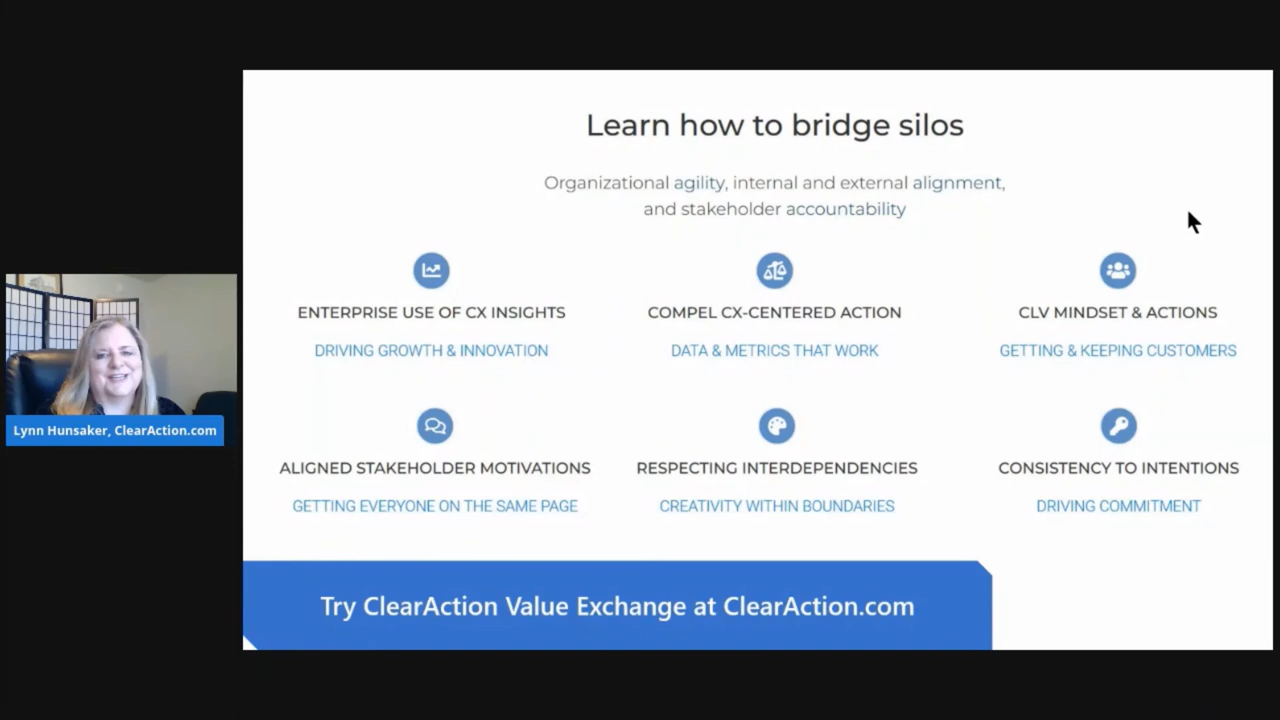 Learn how to bridge silos
Organizational agility, internal and external alignment,
and stakeholder accountability
ENTERPRISE USE OF CX INSIGHTS
DRIVING GROWTH & INNOVATION
COMPEL CX-CENTERED ACTION
DATA & METRICS THAT WORK
CLV MINDSET & ACTIONS
GETTING & KEEPING CUSTOMERS
ALIGNED STAKEHOLDER MOTIVATIONS
GETTING EVERYONE ON THE SAME PAGE
RESPECTING INTERDEPENDENCIES
CREATIVITY WITHIN BOUNDARIES
CONSISTENCY TO INTENTIONS
DRIVING COMMITMENT
Lynn Hunsaker, ClearAction.com
Try ClearAction Value Exchange at ClearAction.com